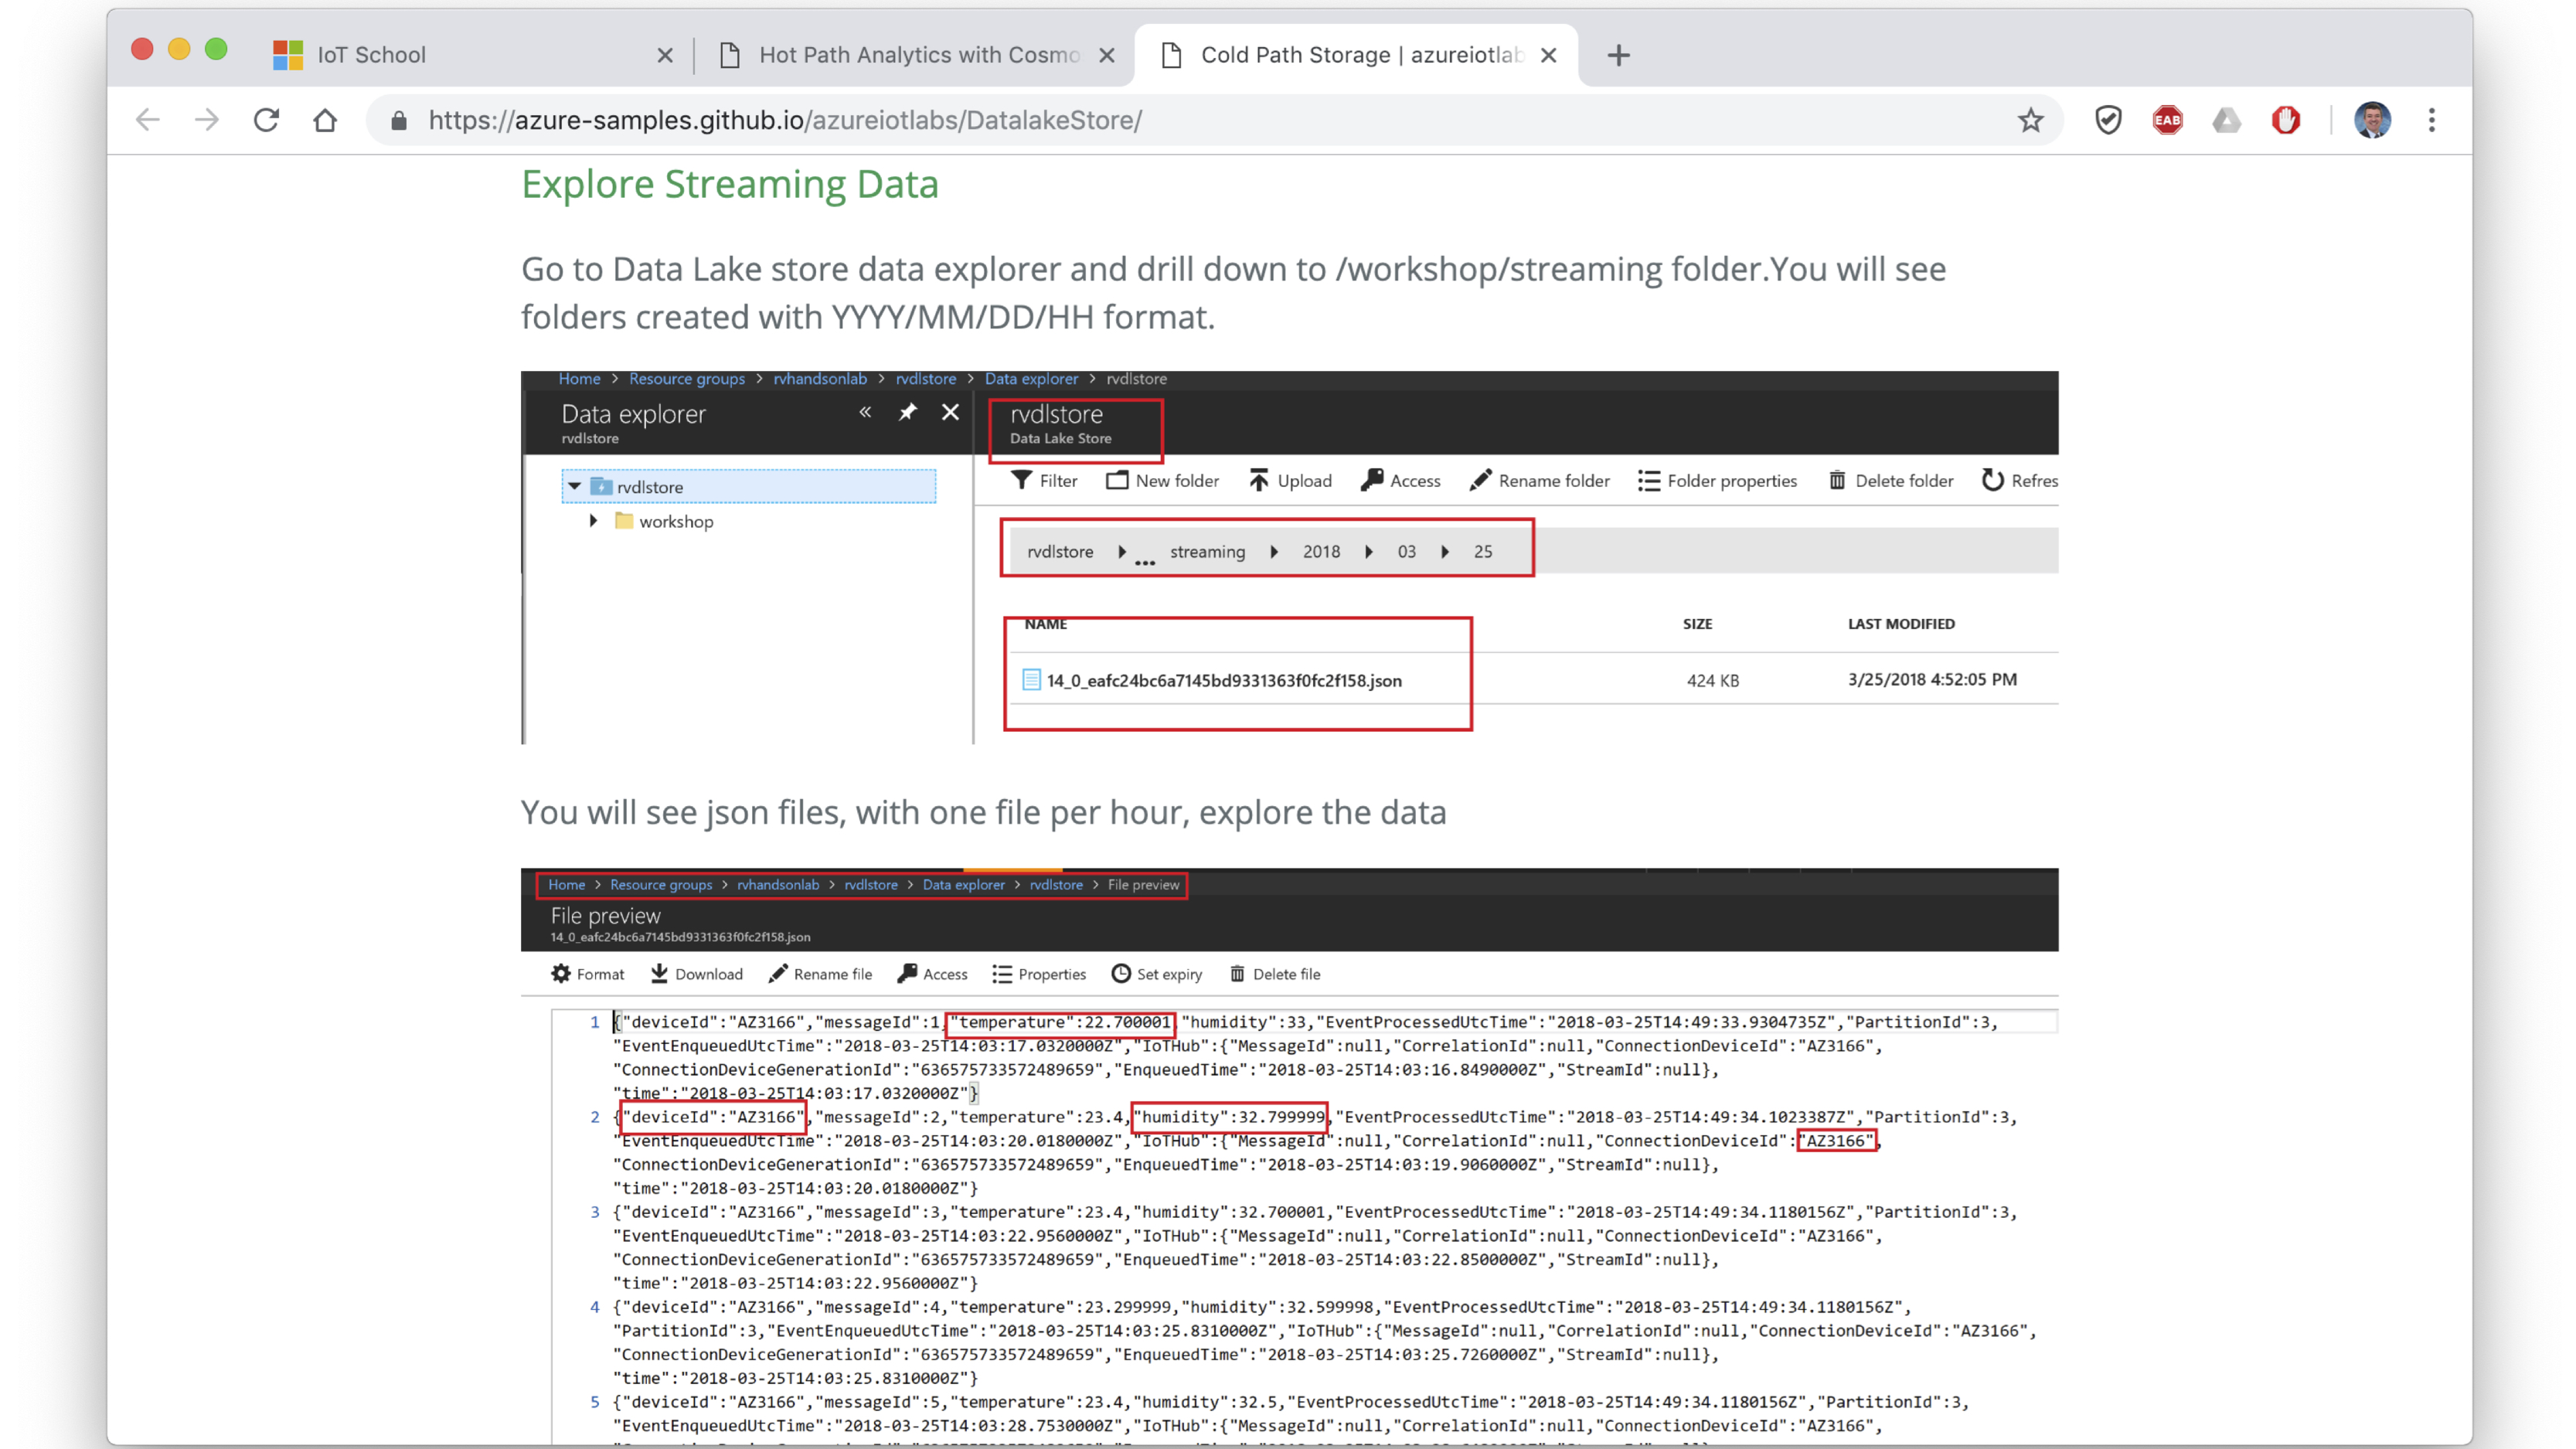 IoT School
Hot Path Analytics with Cosmo
Cold Path Storage | azureiotlab
https://azure-samples.github.io/azureiotlabs/DatalakeStore/
EAB
Explore Streaming Data
Go to Data Lake store data explorer and drill down to /workshop/streaming folder.You will see
folders created with YYYY/MM/DD/HH format.
Home > Resource groups > rvhandsonlab > rvdlstore > Data explorer > rvdlstore
Data explorer
rvdlstore
rvdlstore
workshop
rvdlstore
Data Lake Store
Filter New folder Upload Access Rename folder Folder properties Delete folder Refres
rvdlstore ... streaming 2018 03 25
NAME SIZE LAST MODIFIED
14_0_eafc24bc6a7145bd9331363f0fc2f158.json 424 KB 3/25/2018 4:52:05 PM
You will see json files, with one file per hour, explore the data
Home > Resource groups > rvhandsonlab > rvdlstore > Data explorer > rvdlstore > File preview
File preview
14_0_eafc24bc6a7145bd9331363f0fc2f158.json
Format Download Rename file Access Properties Set expiry Delete file
1 {"deviceId":"AZ3166","messageId":1,"temperature":22.700001,"humidity":33,"EventProcessedUtcTime":"2018-03-25T14:49:33.9304735Z","PartitionId":3,
"EventEnqueuedUtcTime":"2018-03-25T14:03:17.0320000Z","IoTHub":{"MessageId":null,"CorrelationId":null,"ConnectionDeviceId":"AZ3166",
"ConnectionDeviceGenerationId":"636575733572489659","EnqueuedTime":"2018-03-25T14:03:16.8490000Z","StreamId":null},
"time":"2018-03-25T14:03:17.0320000Z"}
2 {"deviceId":"AZ3166","messageId":2,"temperature":23.4,"humidity":32.799999,"EventProcessedUtcTime":"2018-03-25T14:49:34.1023387Z","PartitionId":3,
"EventEnqueuedUtcTime":"2018-03-25T14:03:20.0180000Z","IoTHub":{"MessageId":null,"CorrelationId":null,"ConnectionDeviceId":"AZ3166",
"ConnectionDeviceGenerationId":"636575733572489659","EnqueuedTime":"2018-03-25T14:03:19.9060000Z","StreamId":null},
"time":"2018-03-25T14:03:20.0180000Z"}
3 {"deviceId":"AZ3166","messageId":3,"temperature":23.4,"humidity":32.700001,"EventProcessedUtcTime":"2018-03-25T14:49:34.1180156Z","PartitionId":3,
"EventEnqueuedUtcTime":"2018-03-25T14:03:22.9560000Z","IoTHub":{"MessageId":null,"CorrelationId":null,"ConnectionDeviceId":"AZ3166",
"ConnectionDeviceGenerationId":"636575733572489659","EnqueuedTime":"2018-03-25T14:03:22.8500000Z","StreamId":null},
"time":"2018-03-25T14:03:22.9560000Z"}
4 {"deviceId":"AZ3166","messageId":4,"temperature":23.299999,"humidity":32.599998,"EventProcessedUtcTime":"2018-03-25T14:49:34.1180156Z",
"PartitionId":3,"EventEnqueuedUtcTime":"2018-03-25T14:03:25.8310000Z","IoTHub":{"MessageId":null,"CorrelationId":null,"ConnectionDeviceId":"AZ3166",
"ConnectionDeviceGenerationId":"636575733572489659","EnqueuedTime":"2018-03-25T14:03:25.7260000Z","StreamId":null},
"time":"2018-03-25T14:03:25.8310000Z"}
5 {"deviceId":"AZ3166","messageId":5,"temperature":23.4,"humidity":32.5,"EventProcessedUtcTime":"2018-03-25T14:49:34.1180156Z","PartitionId":3,
"EventEnqueuedUtcTime":"2018-03-25T14:03:28.7530000Z","IoTHub":{"MessageId":null,"CorrelationId":null,"ConnectionDeviceId":"AZ3166",